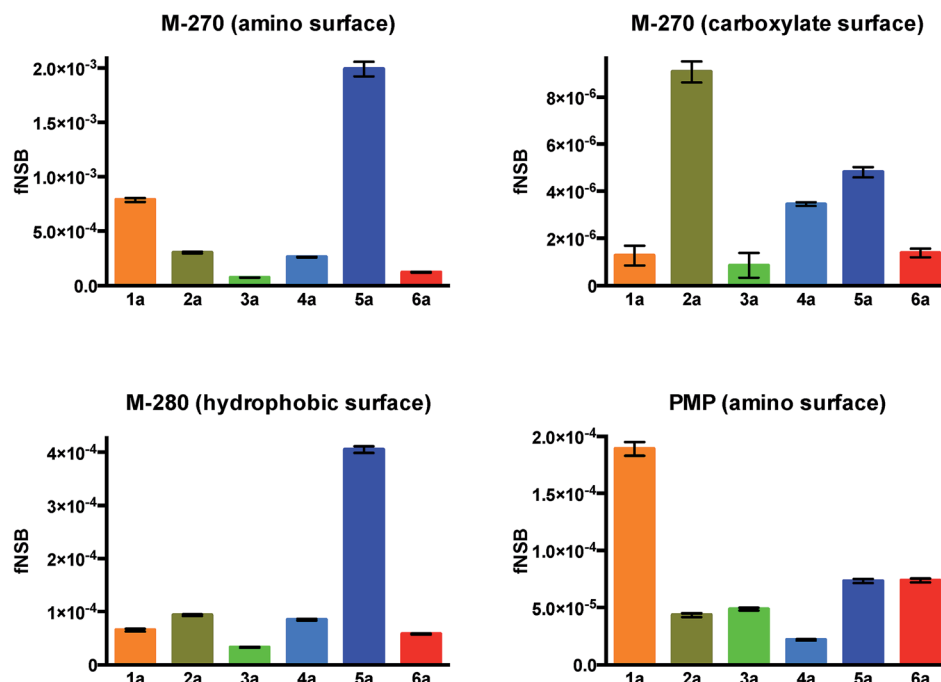 M-270 (amino surface)
fNSB
2.0×10⁻³
1.5×10⁻³
1.0×10⁻³
5.0×10⁻⁴
0.0
1a 2a 3a 4a 5a 6a
M-270 (carboxylate surface)
fNSB
8×10⁻⁶
6×10⁻⁶
4×10⁻⁶
2×10⁻⁶
0
1a 2a 3a 4a 5a 6a
M-280 (hydrophobic surface)
fNSB
4×10⁻⁴
3×10⁻⁴
2×10⁻⁴
1×10⁻⁴
0
1a 2a 3a 4a 5a 6a
PMP (amino surface)
fNSB
2.0×10⁻⁴
1.5×10⁻⁴
1.0×10⁻⁴
5.0×10⁻⁵
0.0
1a 2a 3a 4a 5a 6a